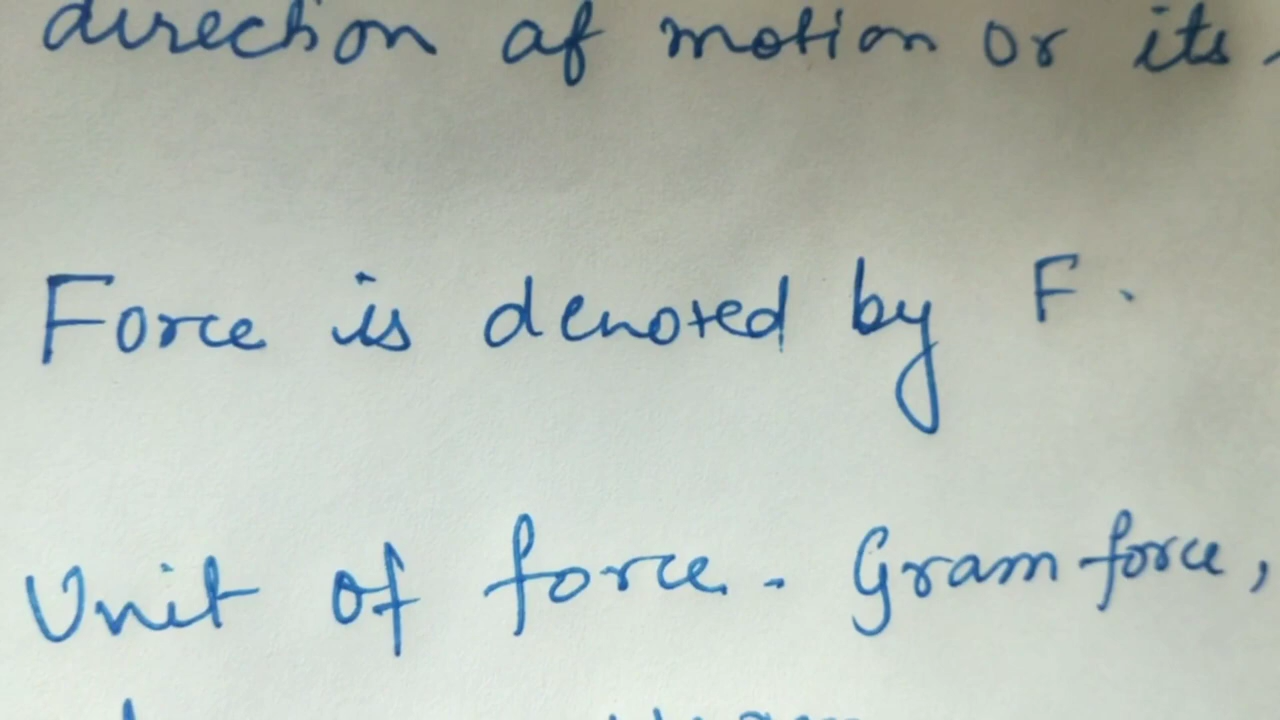 direction of motion or its
Force is denoted by F.
Unit of force - Gram force,